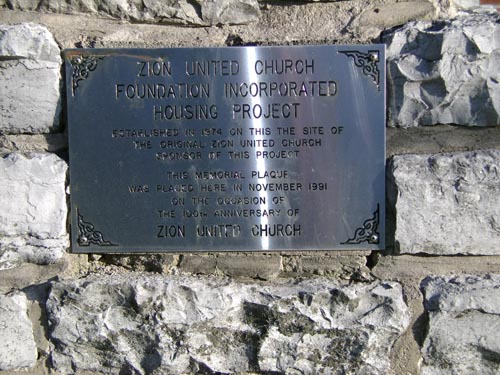 ZION UNITED CHURCH
FOUNDATION INCORPORATED
HOUSING PROJECT
ESTABLISHED IN 1974 ON THIS THE SITE OF
THE ORIGINAL ZION UNITED CHURCH
SPONSOR OF THIS PROJECT
THIS MEMORIAL PLAQUE
WAS PLACED HERE IN NOVEMBER 1991
ON THE OCCASION OF
THE 100TH ANNIVERSARY OF
ZION UNITED CHURCH